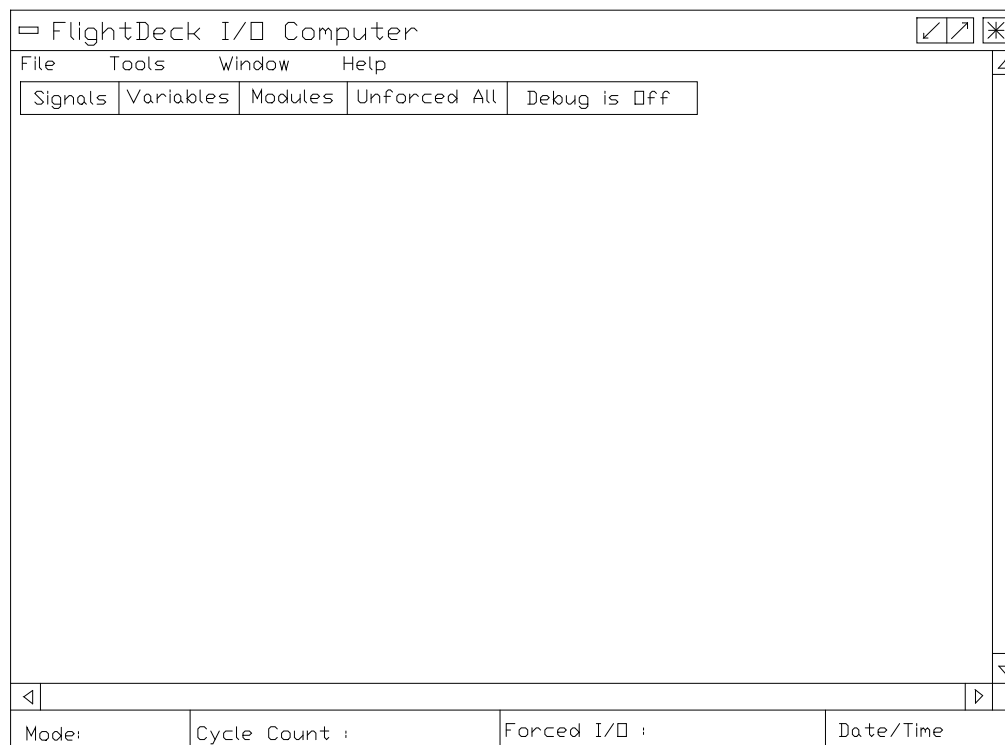 FlightDeck I/O Computer
File Tools Window Help
Signals Variables Modules Unforced All Debug is Off
Mode: Cycle Count : Forced I/O : Date/Time